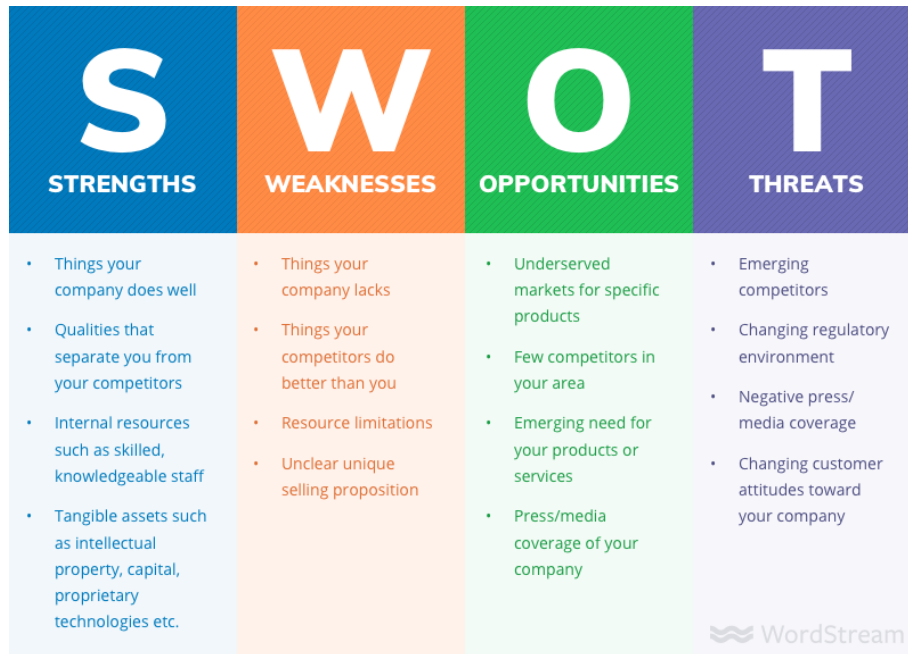 S
STRENGTHS
• Things your
company does well
• Qualities that
separate you from
your competitors
• Internal resources
such as skilled,
knowledgeable staff
• Tangible assets such
as intellectual
property, capital,
proprietary
technologies etc.
W
WEAKNESSES
• Things your
company lacks
• Things your
competitors do
better than you
• Resource limitations
• Unclear unique
selling proposition
O
OPPORTUNITIES
• Underserved
markets for specific
products
• Few competitors in
your area
• Emerging need for
your products or
services
• Press/media
coverage of your
company
T
THREATS
• Emerging
competitors
• Changing regulatory
environment
• Negative press/
media coverage
• Changing customer
attitudes toward
your company
WordStream